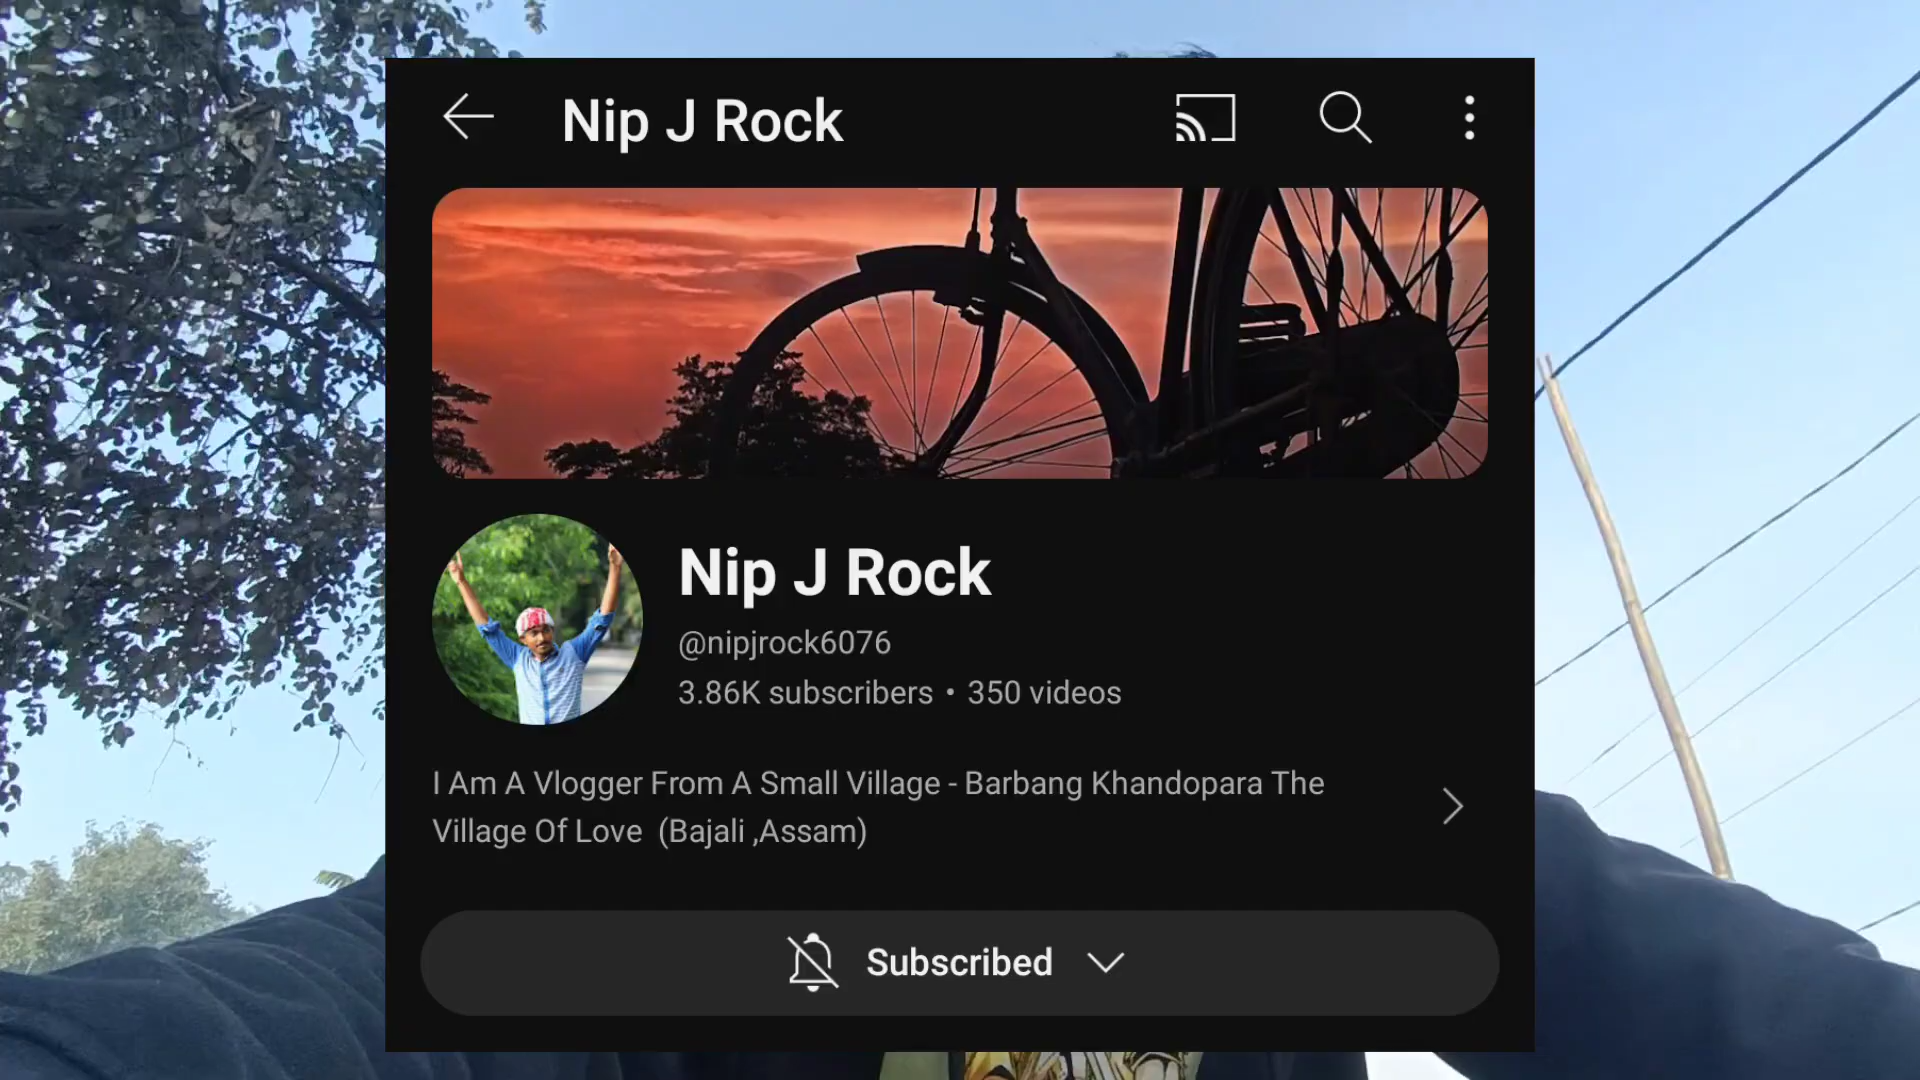 Nip J Rock
Nip J Rock
@nipjrock6076
3.86K subscribers • 350 videos
I Am A Vlogger From A Small Village - Barbang Khandopara The
Village Of Love (Bajali ,Assam)
Subscribed